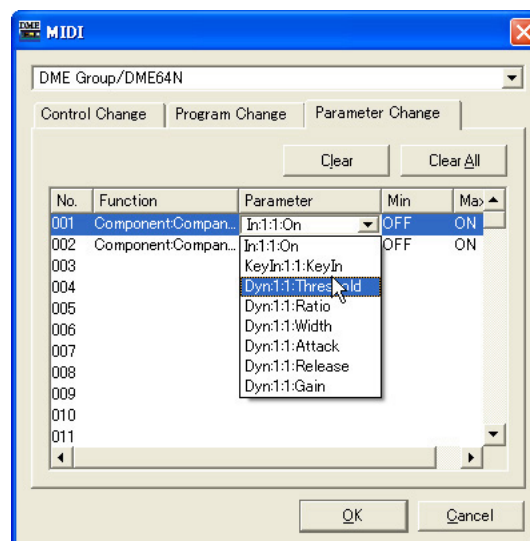 DME MIDI
DME Group/DME64N
Control Change Program Change Parameter Change
Clear Clear All
No. Function Parameter Min Max
001 Component:Compan... In:1:1:On OFF ON
002 Component:Compan... In:1:1:On OFF ON
003 KeyIn:1:1:KeyIn
004 Dyn:1:1:Threshold
005 Dyn:1:1:Ratio
006 Dyn:1:1:Width
007 Dyn:1:1:Attack
008 Dyn:1:1:Release
009 Dyn:1:1:Gain
010
011
OK Cancel